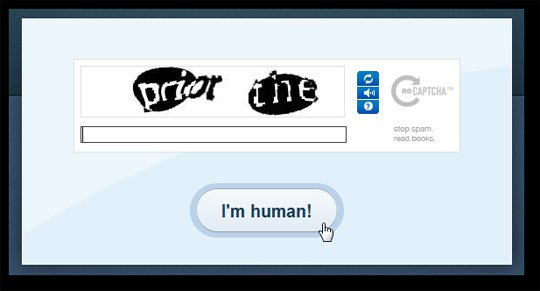 prior the
reCAPTCHA™
stop spam.
read books.
I'm human!